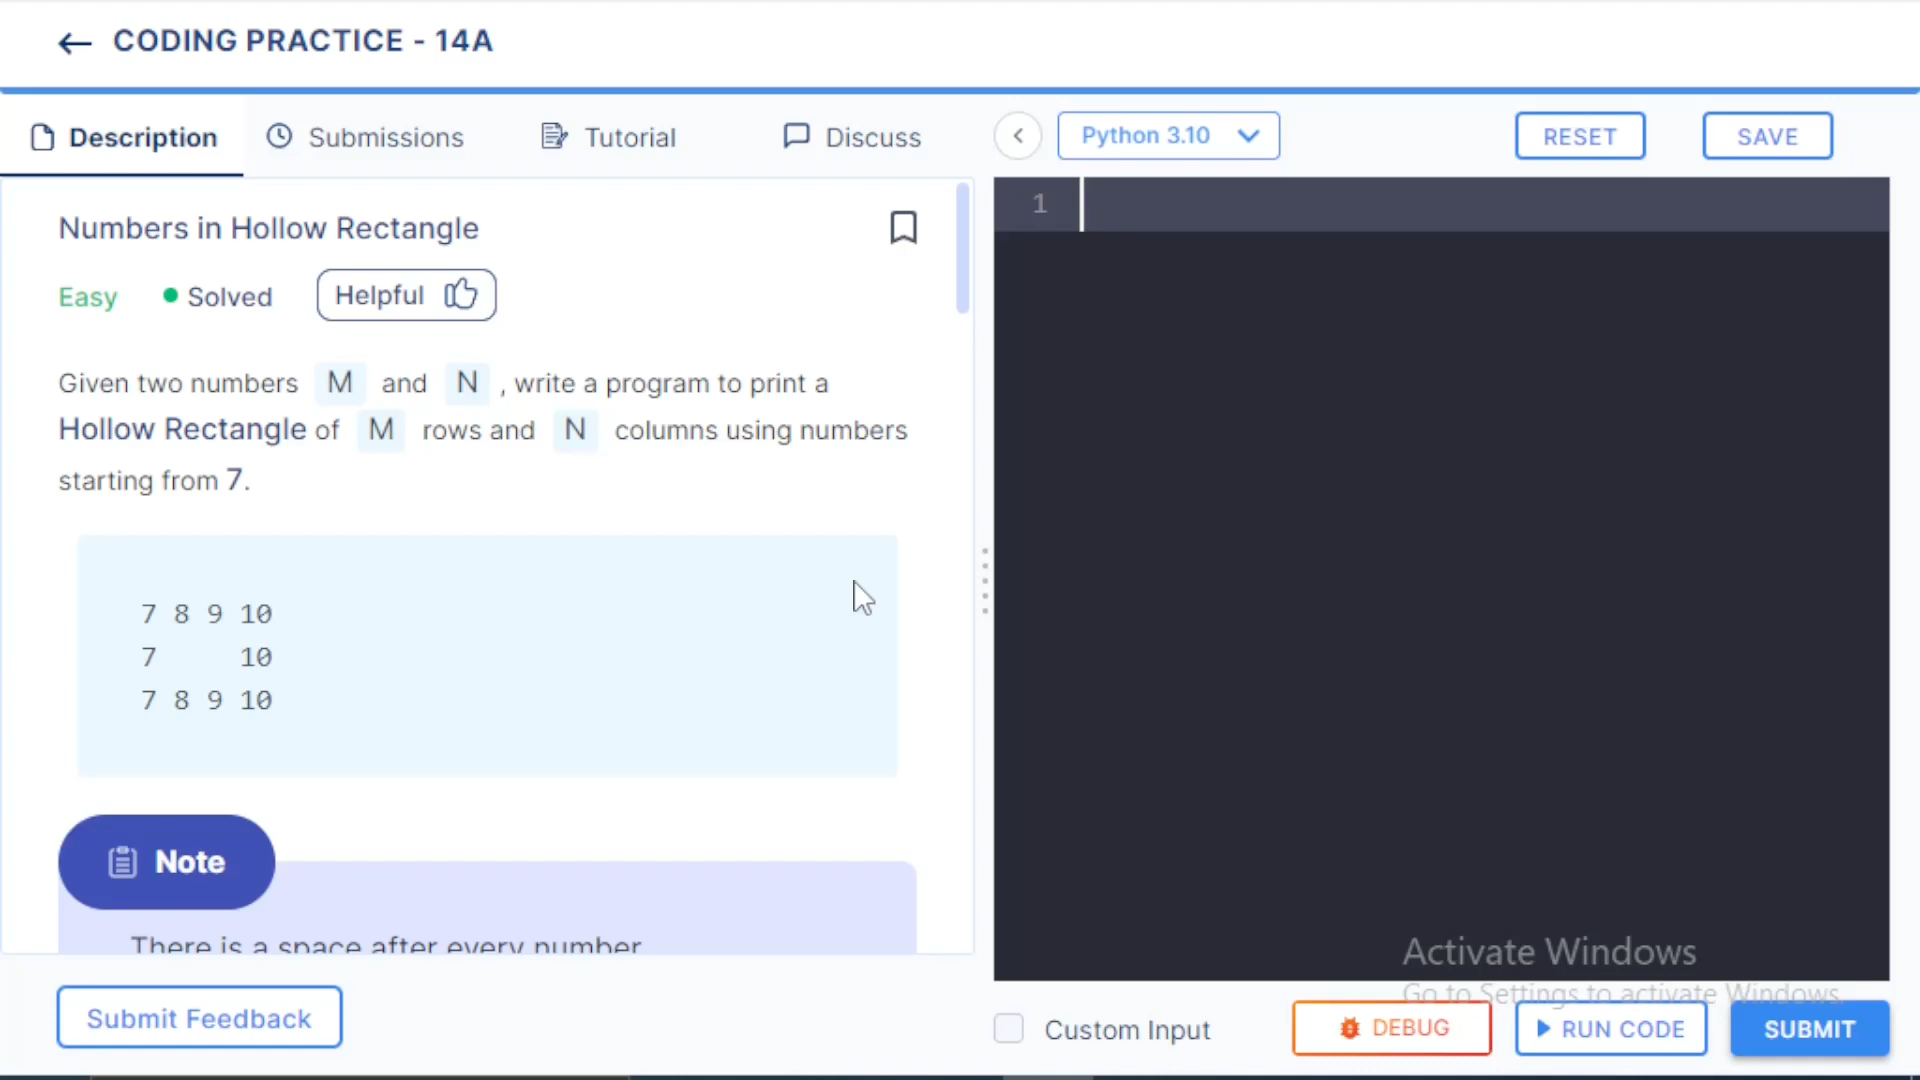 CODING PRACTICE - 14A
Description
Submissions
Tutorial
Discuss
Python 3.10
RESET
SAVE
Numbers in Hollow Rectangle
Easy
Solved
Helpful
Given two numbers M and N , write a program to print a
Hollow Rectangle of M rows and N columns using numbers
starting from 7.
7 8 9 10
7     10
7 8 9 10
Note
There is a space after every number
1
Submit Feedback
Custom Input
DEBUG
RUN CODE
SUBMIT
Activate Windows
Go to Settings to activate Windows.